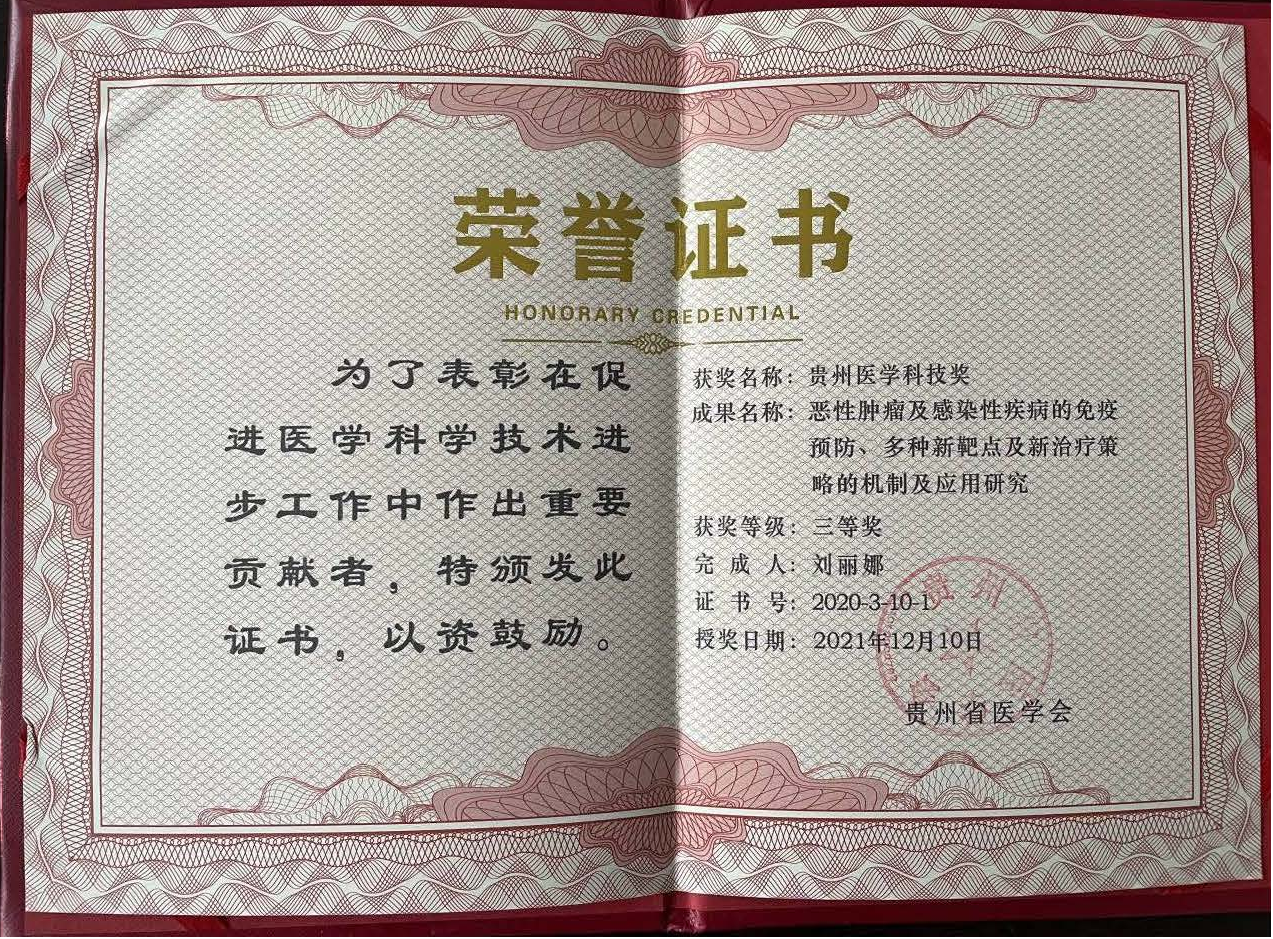 荣誉证书
HONORARY CREDENTIAL
为了表彰在促
进医学科学技术进
步工作中作出重要
贡献者，特颁发此
证书，以资鼓励。
获奖名称：贵州医学科技奖
成果名称：恶性肿瘤及感染性疾病的免疫
预防、多种新靶点及新治疗策
略的机制及应用研究
获奖等级：三等奖
完成人：刘丽娜
证书号：2020-3-10-1
授奖日期：2021年12月10日
贵州省医学会